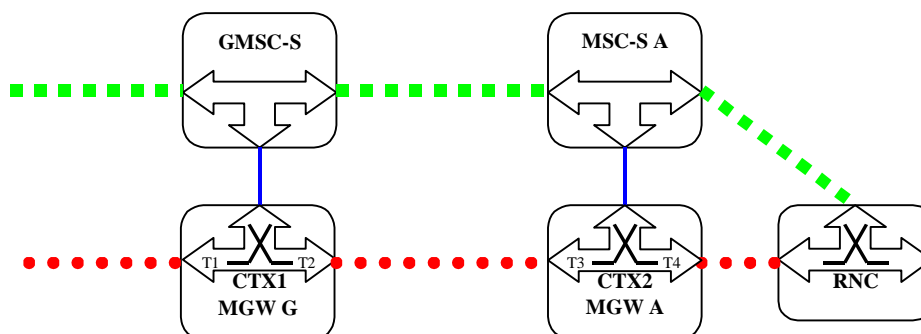 GMSC-S
MSC-S A
T1 T2
CTX1
MGW G
T3 T4
CTX2
MGW A
RNC